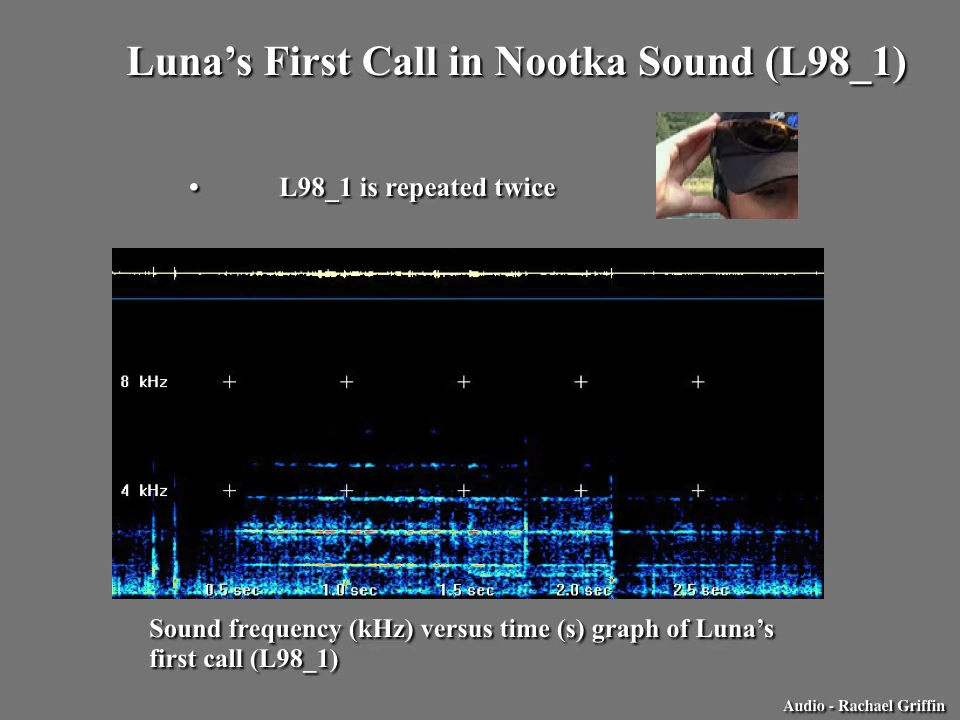 Luna’s First Call in Nootka Sound (L98_1)
• L98_1 is repeated twice
8 kHz
4 kHz
0.5 sec 1.0 sec 1.5 sec 2.0 sec 2.5 sec
Sound frequency (kHz) versus time (s) graph of Luna’s
first call (L98_1)
Audio - Rachael Griffin